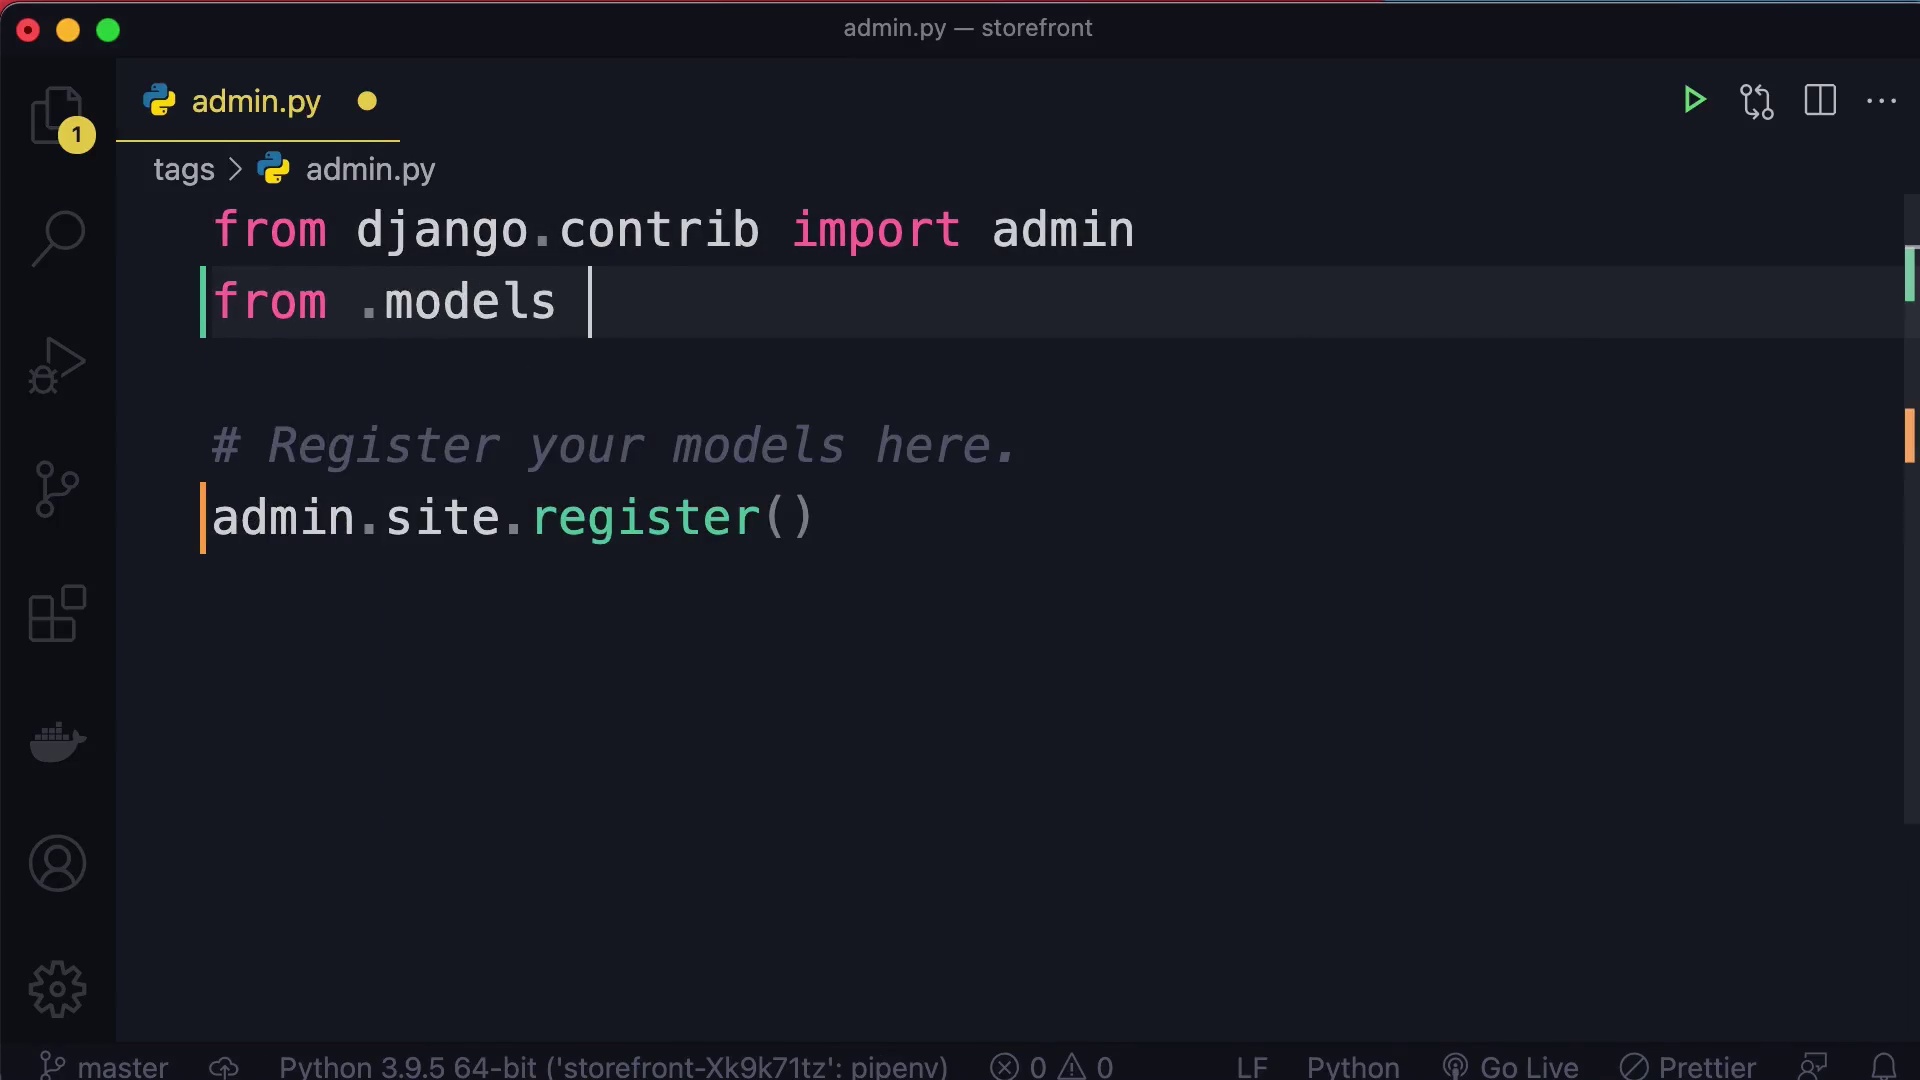 admin.py — storefront
admin.py
1
tags > admin.py
from django.contrib import admin
from .models
# Register your models here.
admin.site.register()
master
Python 3.9.5 64-bit ('storefront-Xk9k71tz': pipenv)
0 0
LF
Python
Go Live
Prettier